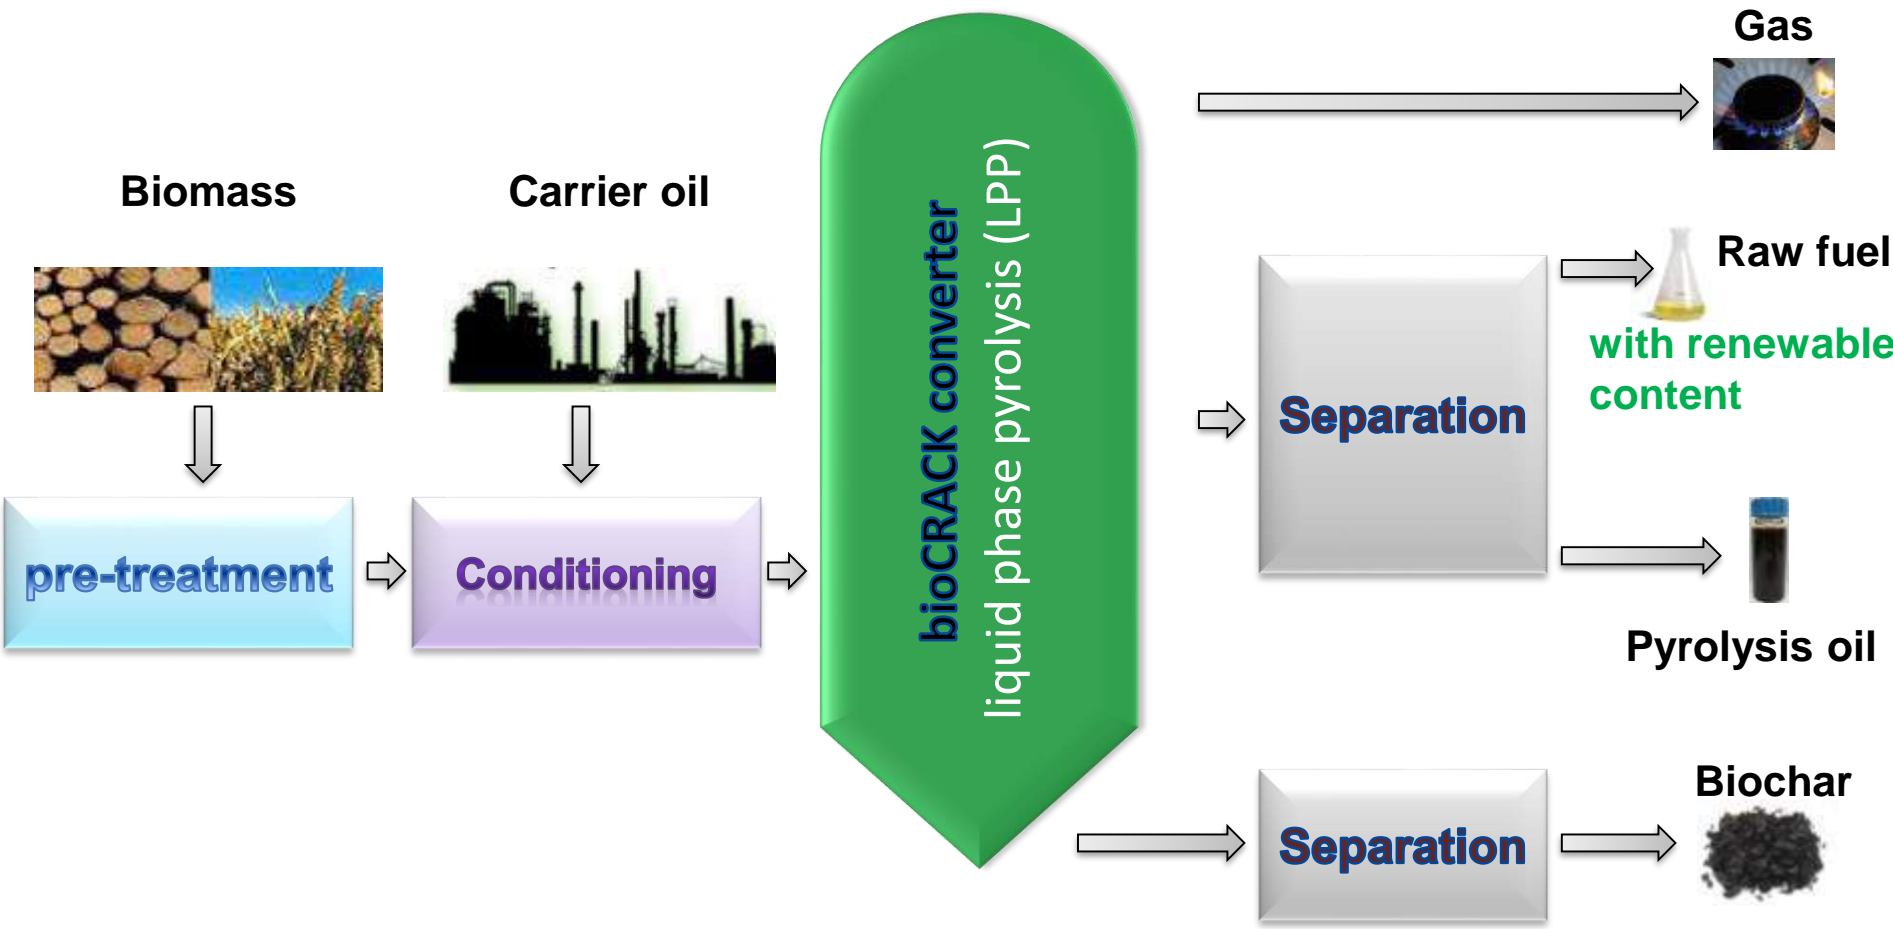 Gas
Biomass
Carrier oil
bioCRACK converter
liquid phase pyrolysis (LPP)
Raw fuel
with renewable
content
Separation
pre-treatment
Conditioning
Pyrolysis oil
Biochar
Separation